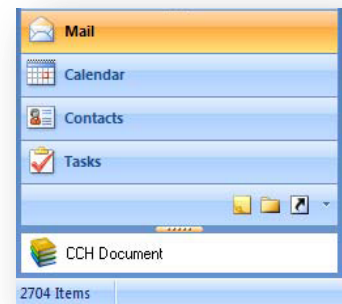 Mail
Calendar
Contacts
Tasks
CCH Document
2704 Items